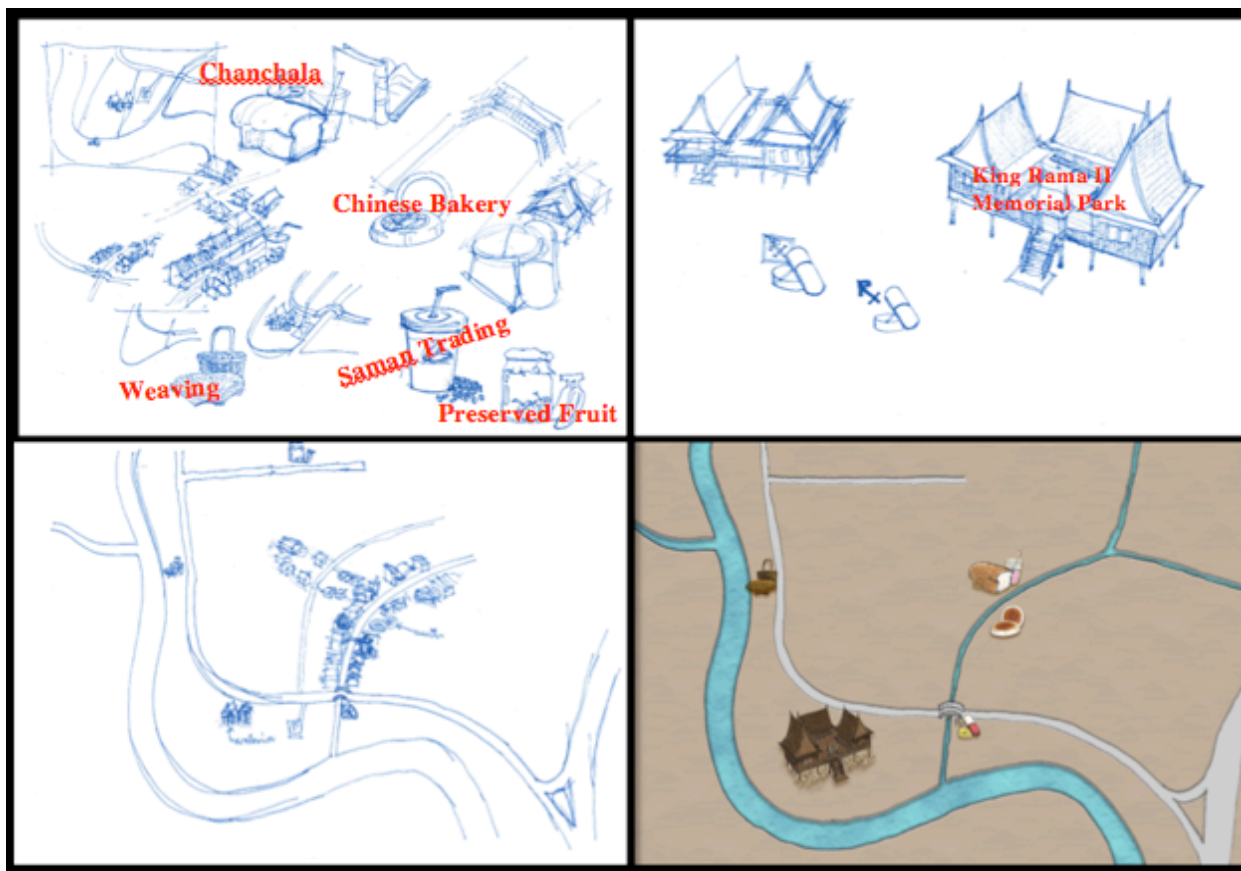 Chanchala
Chinese Bakery
Saman Trading
Weaving
Preserved Fruit
King Rama II
Memorial Park